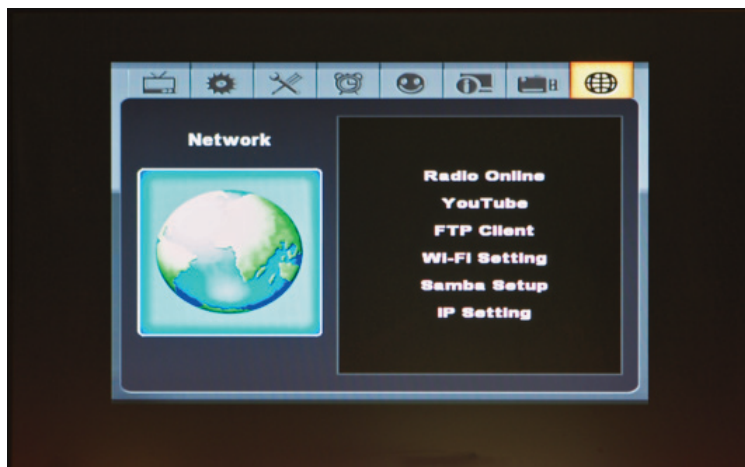 Network
Radio Online
YouTube
FTP Client
Wi-Fi Setting
Samba Setup
IP Setting